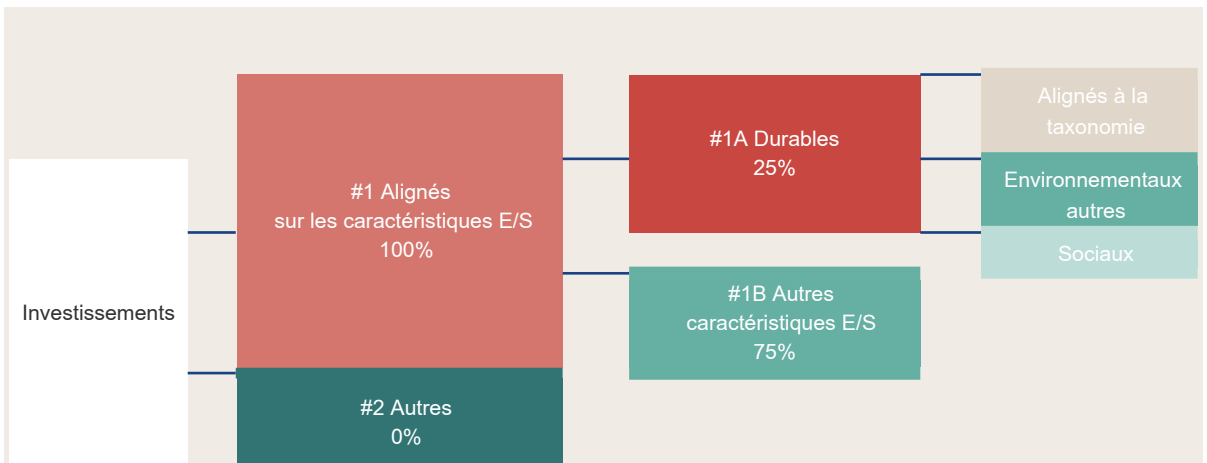 Investissements
#1 Alignés
sur les caractéristiques E/S
100%
#2 Autres
0%
#1A Durables
25%
#1B Autres
caractéristiques E/S
75%
Alignés à la
taxonomie
Environnementaux
autres
Sociaux